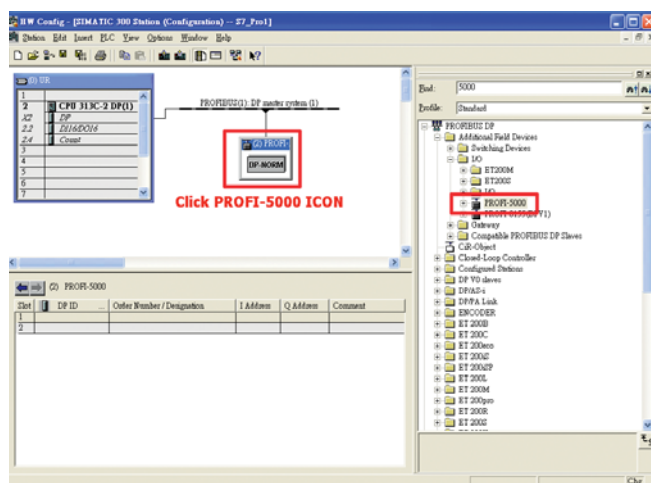 HW Config - [SIMATIC 300 Station (Configuration) -- S7_Pro1]
Station Edit Insert PLC View Options Window Help
(0) UR
1
2 CPU 313C-2 DP(1)
X2 DP
2.2 DI16/DO16
2.4 Count
3
4
5
6
7
PROFIBUS(1): DP master system (1)
(2) PROFI-
DP-NORM
Click PROFI-5000 ICON
Find: 5000
Profile: Standard
PROFIBUS DP
Additional Field Devices
Switching Devices
I/O
ET200M
ET200S
I/O
PROFI-5000
Gateway
Compatible PROFIBUS DP Slaves
CiR-Object
Closed-Loop Controller
Configured Stations
DP V0 slaves
DP/AS-i
DP/PA Link
ENCODER
ET 200B
ET 200C
ET 200eco
ET 200iS
ET 200iSP
ET 200L
ET 200M
ET 200pro
ET 200R
ET 200S
(2) PROFI-5000
Slot DP ID ... Order Number / Designation I Address Q Address Comment
1
2
Chg